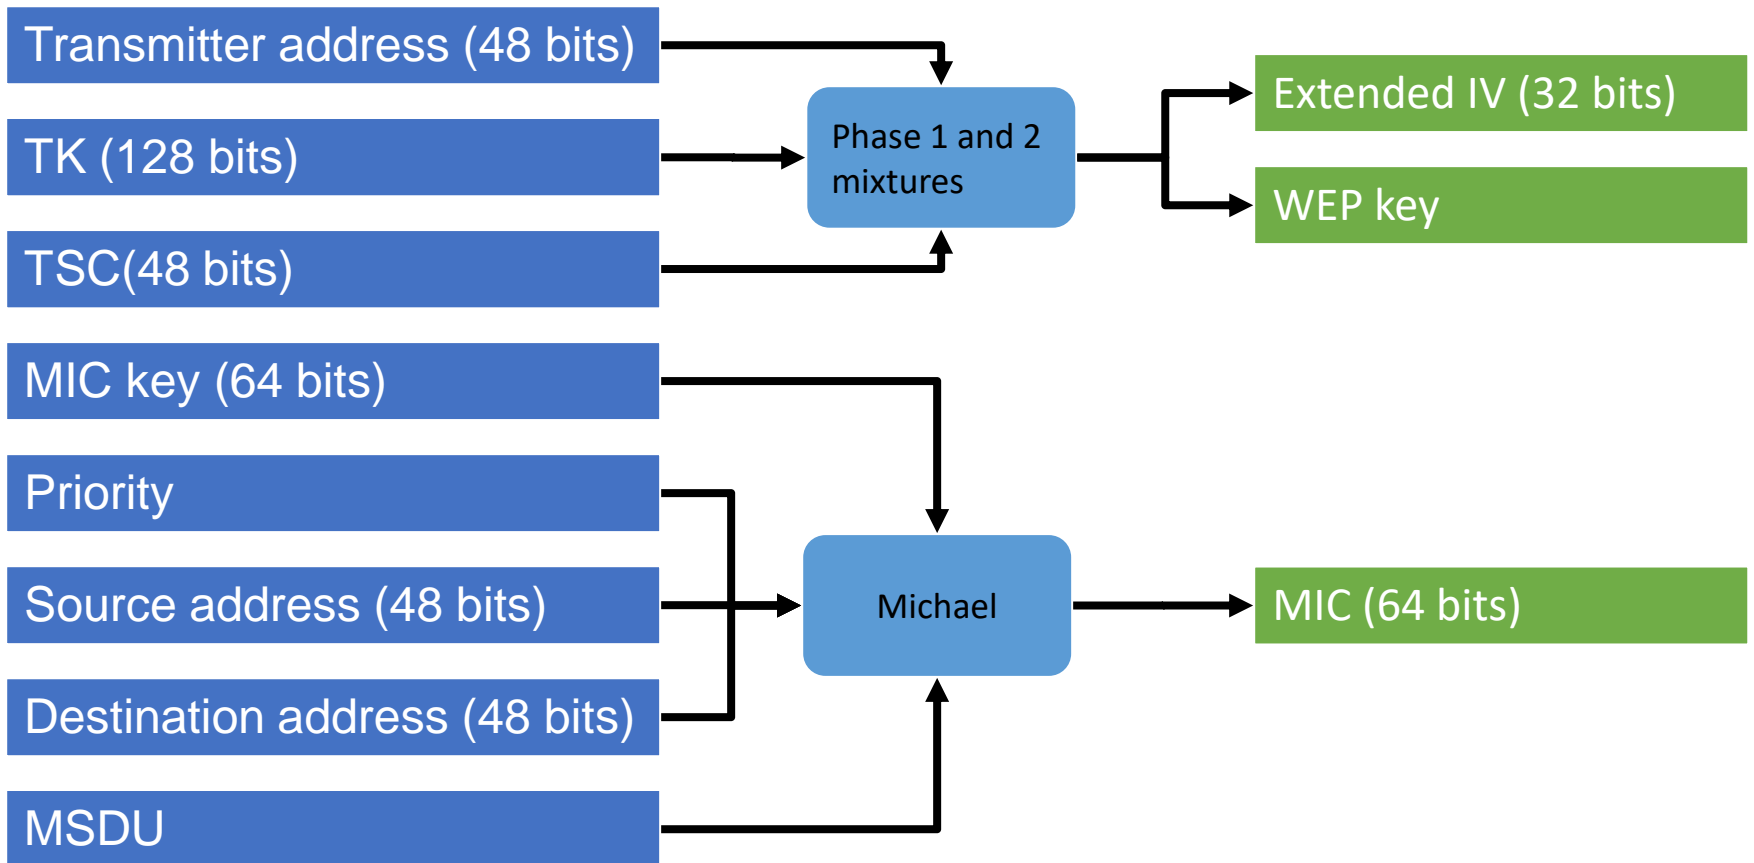 Transmitter address (48 bits)
TK (128 bits)
TSC(48 bits)
MIC key (64 bits)
Priority
Source address (48 bits)
Destination address (48 bits)
MSDU
Phase 1 and 2
mixtures
Michael
Extended IV (32 bits)
WEP key
MIC (64 bits)